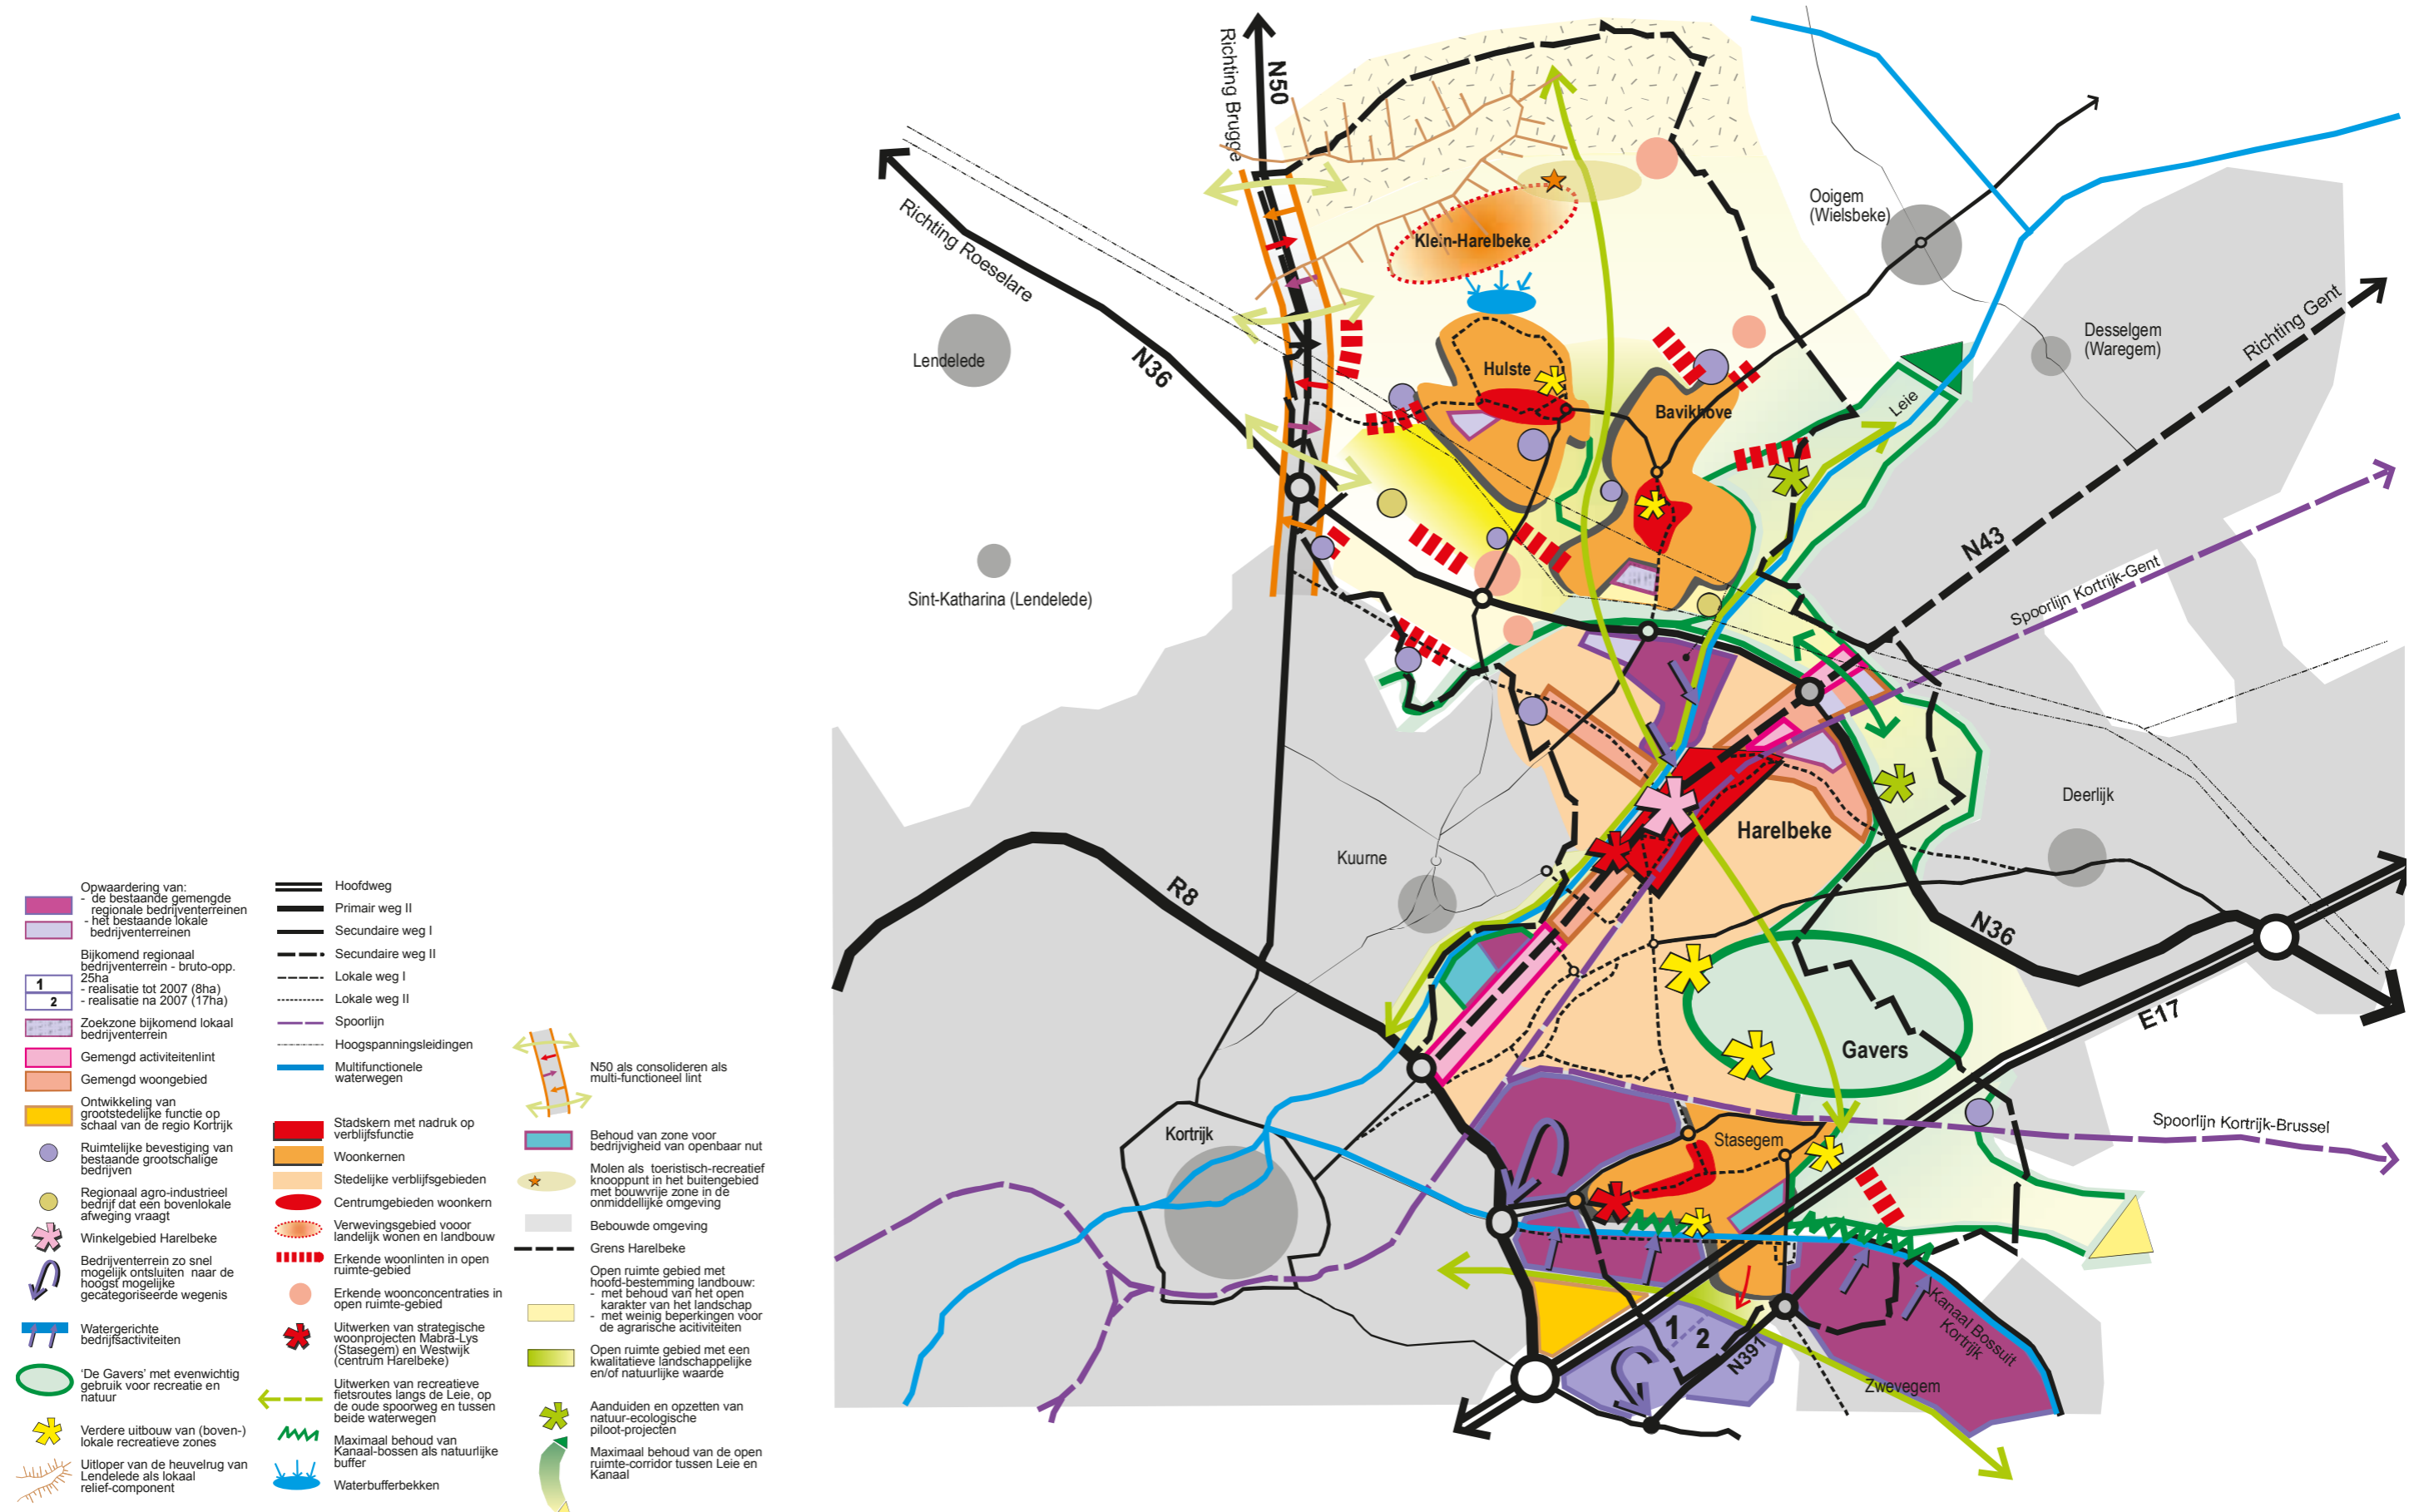 Opwaardering van:
- de bestaande gemengde
regionale bedrijventerreinen
- het bestaande lokale
bedrijventerreinen
Bijkomend regionaal
bedrijventerrein - bruto-opp.
25ha
1
- realisatie tot 2007 (8ha)
2
- realisatie na 2007 (17ha)
Zoekzone bijkomend lokaal
bedrijventerrein
Gemengd activiteitenlint
Gemengd woongebied
Ontwikkeling van
grootstedelijke functie op
schaal van de regio Kortrijk
Ruimtelijke bevestiging van
bestaande grootschalige
bedrijven
Regionaal agro-industrieel
bedrijf dat een bovenlokale
afweging vraagt
Winkelgebied Harelbeke
Bedrijventerrein zo snel
mogelijk ontsluiten naar de
hoogst mogelijke
gecategoriseerde wegenis
Watergerichte
bedrijfsactiviteiten
'De Gavers' met evenwichtig
gebruik voor recreatie en
natuur
Verdere uitbouw van (boven-)
lokale recreatieve zones
Uitloper van de heuvelrug van
Lendelede als lokaal
relief-component
Hoofdweg
Primair weg II
Secundaire weg I
Secundaire weg II
Lokale weg I
Lokale weg II
Spoorlijn
Hoogspanningsleidingen
Multifunctionele
waterwegen
Stadskern met nadruk op
verblijfsfunctie
Woonkernen
Stedelijke verblijfsgebieden
Centrumgebieden woonkern
Verwevingsgebied vooor
landelijk wonen en landbouw
Erkende woonlinten in open
ruimte-gebied
Erkende woonconcentraties in
open ruimte-gebied
Uitwerken van strategische
woonprojecten Mabra-Lys
(Stasegem) en Westwijk
(centrum Harelbeke)
Uitwerken van recreatieve
fietsroutes langs de Leie, op
de oude spoorweg en tussen
beide waterwegen
Maximaal behoud van
Kanaal-bossen als natuurlijke
buffer
Waterbufferbekken
N50 als consolideren als
multi-functioneel lint
Behoud van zone voor
bedrijvigheid van openbaar nut
Molen als toeristisch-recreatief
knooppunt in het buitengebied
met bouwvrije zone in de
onmiddellijke omgeving
Bebouwde omgeving
Grens Harelbeke
Open ruimte gebied met
hoofd-bestemming landbouw:
- met behoud van het open
karakter van het landschap
- met weinig beperkingen voor
de agrarische acitiviteiten
Open ruimte gebied met een
kwalitatieve landschappelijke
en/of natuurlijke waarde
Aanduiden en opzetten van
natuur-ecologische
piloot-projecten
Maximaal behoud van de open
ruimte-corridor tussen Leie en
Kanaal
Richting Brugge
N50
Richting Roeselare
N36
Lendelede
Sint-Katharina (Lendelede)
Klein-Harelbeke
Hulste
Bavikhove
Ooigem
(Wielsbeke)
Desselgem
(Waregem)
Richting Gent
Leie
N43
Spoorlijn Kortrijk-Gent
Deerlijk
Harelbeke
Kuurne
R8
N36
E17
Gavers
Spoorlijn Kortrijk-Brussel
Kortrijk
Stasegem
1
2
N391
Kanaal Bossuit
Kortrijk
Zwevegem